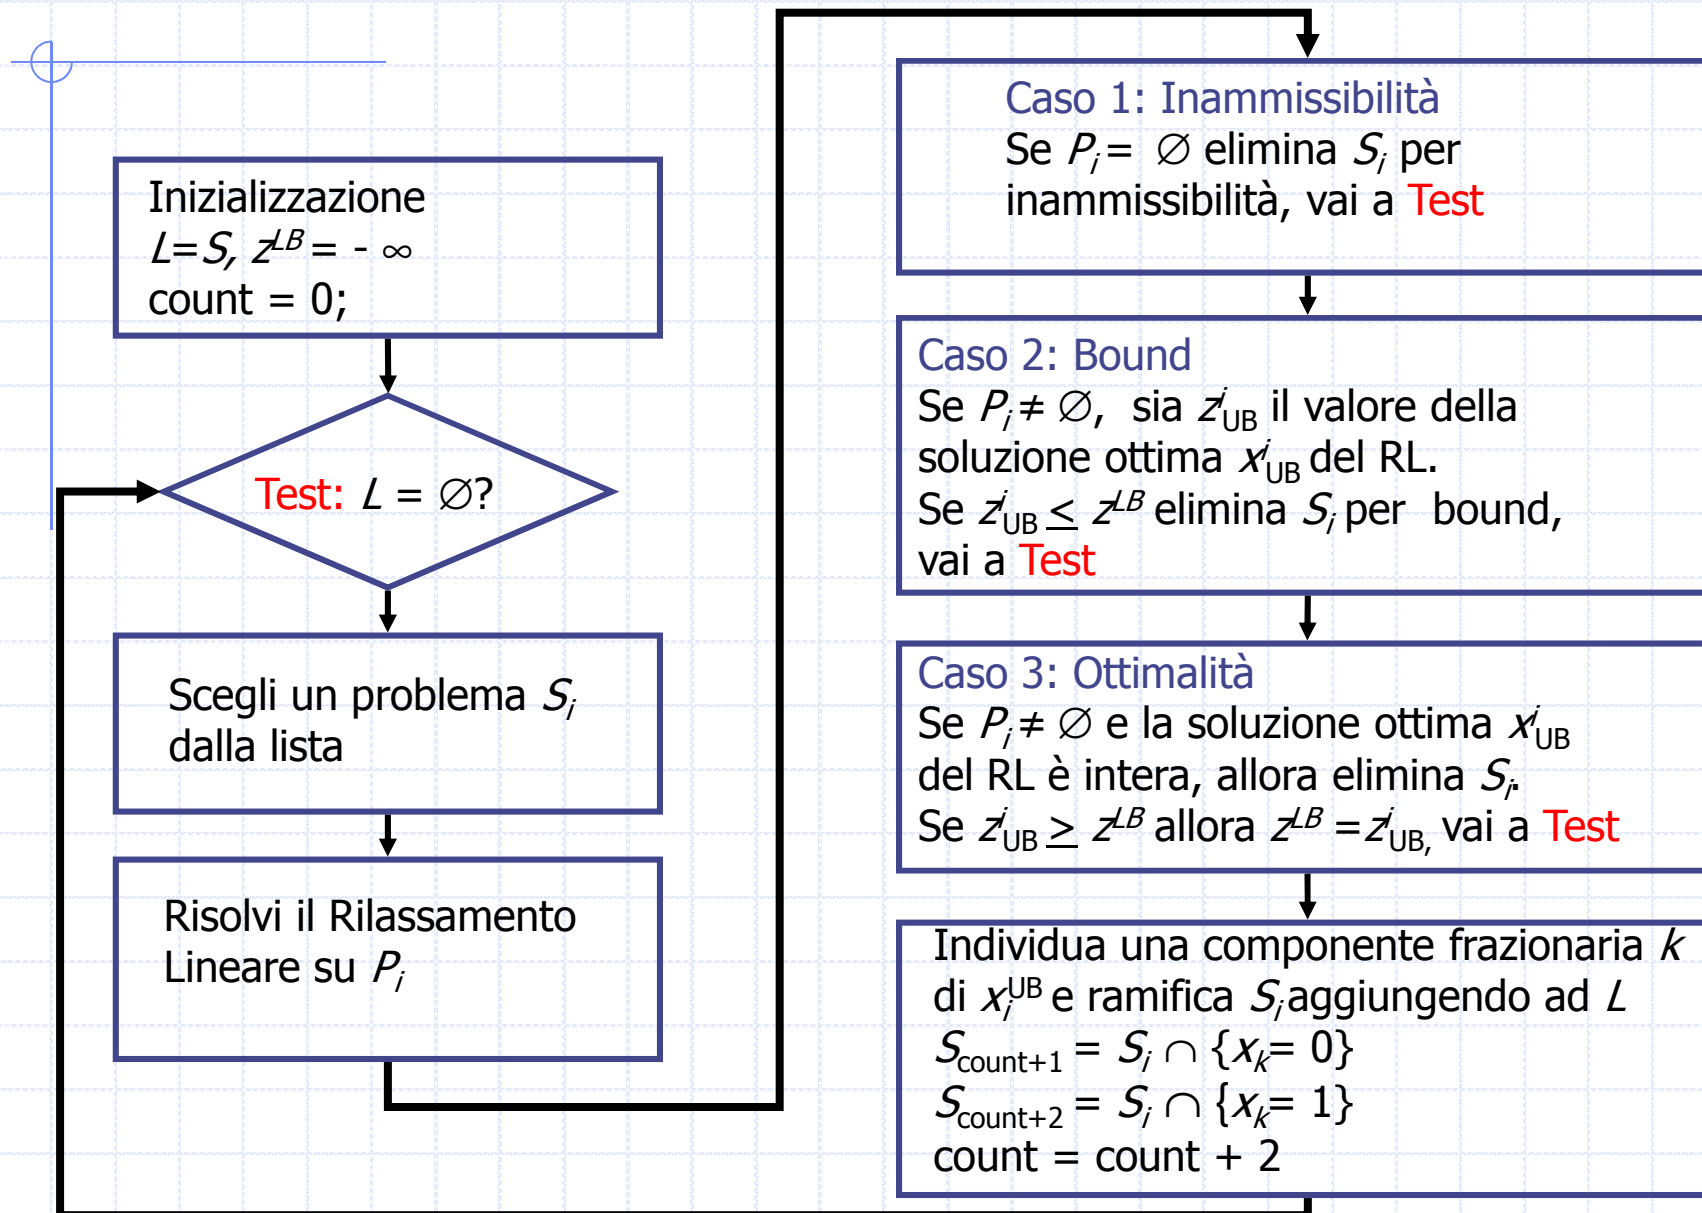 Inizializzazione
L=S, z^LB = - ∞
count = 0;
Test: L = ∅?
Scegli un problema S_i
dalla lista
Risolvi il Rilassamento
Lineare su P_i
Caso 1: Inammissibilità
Se P_i = ∅ elimina S_i per
inammissibilità, vai a Test
Caso 2: Bound
Se P_i ≠ ∅, sia z^i_UB il valore della
soluzione ottima x^i_UB del RL.
Se z^i_UB ≤ z^LB elimina S_i per bound,
vai a Test
Caso 3: Ottimalità
Se P_i ≠ ∅ e la soluzione ottima x^i_UB
del RL è intera, allora elimina S_i.
Se z^i_UB ≥ z^LB allora z^LB =z^i_UB, vai a Test
Individua una componente frazionaria k
di x_i^UB e ramifica S_i aggiungendo ad L
S_count+1 = S_i ∩ {x_k= 0}
S_count+2 = S_i ∩ {x_k= 1}
count = count + 2